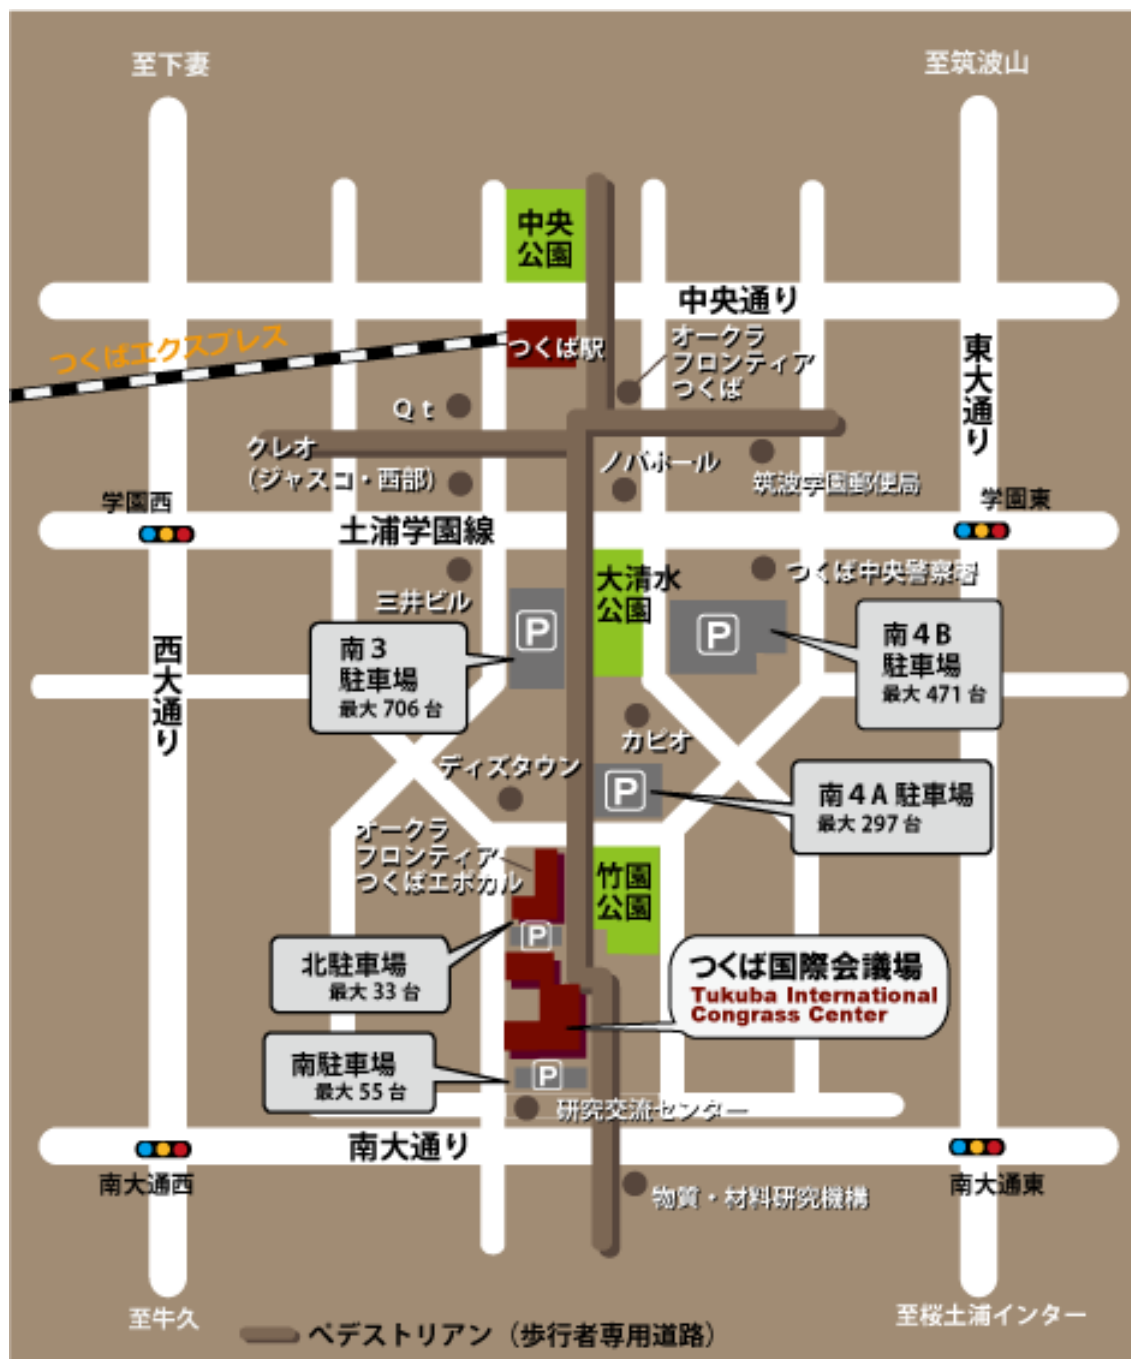 至下妻
至筑波山
中央
公園
中央通り
つくばエクスプレス
つくば駅
オークラ
フロンティア
つくば
東大通り
Qt
クレオ
(ジャスコ・西部)
ノバホール
筑波学園郵便局
学園西
学園東
土浦学園線
三井ビル
大清水
公園
つくば中央警察署
P
P
南3
駐車場
最大 706 台
南4B
駐車場
最大 471 台
西大通り
カピオ
ディズタウン
P
南4A 駐車場
最大 297 台
オークラ
フロンティア
つくばエポカル
竹園
公園
P
北駐車場
最大 33 台
つくば国際会議場
Tukuba International
Congrass Center
南駐車場
最大 55 台
P
研究交流センター
南大通り
南大通西
南大通東
物質・材料研究機構
至牛久
至桜土浦インター
ペデストリアン（歩行者専用道路）